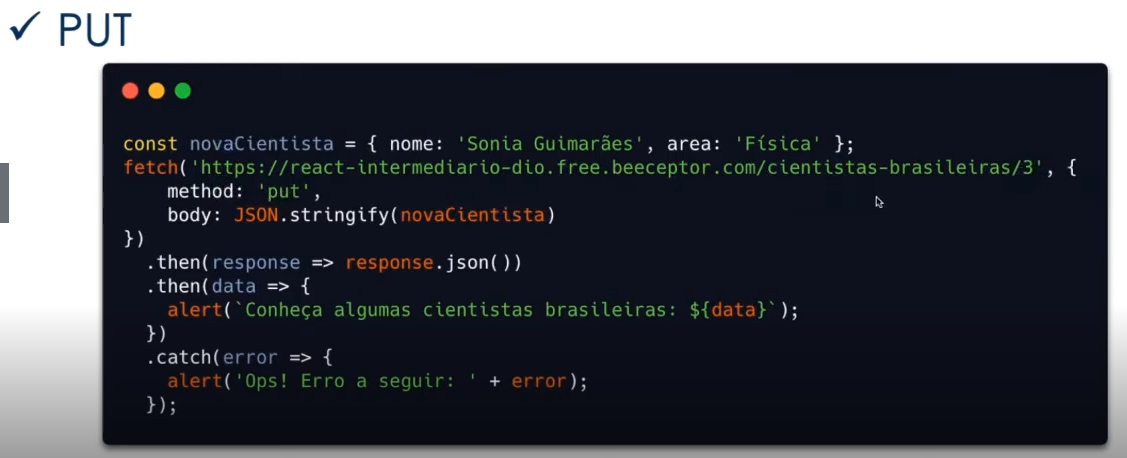 ✓ PUT
const novaCientista = { nome: 'Sonia Guimarães', area: 'Física' };
fetch('https://react-intermediario-dio.free.beeceptor.com/cientistas-brasileiras/3', {
    method: 'put',
    body: JSON.stringify(novaCientista)
})
  .then(response => response.json())
  .then(data => {
    alert(`Conheça algumas cientistas brasileiras: ${data}`);
  })
  .catch(error => {
    alert('Ops! Erro a seguir: ' + error);
  });